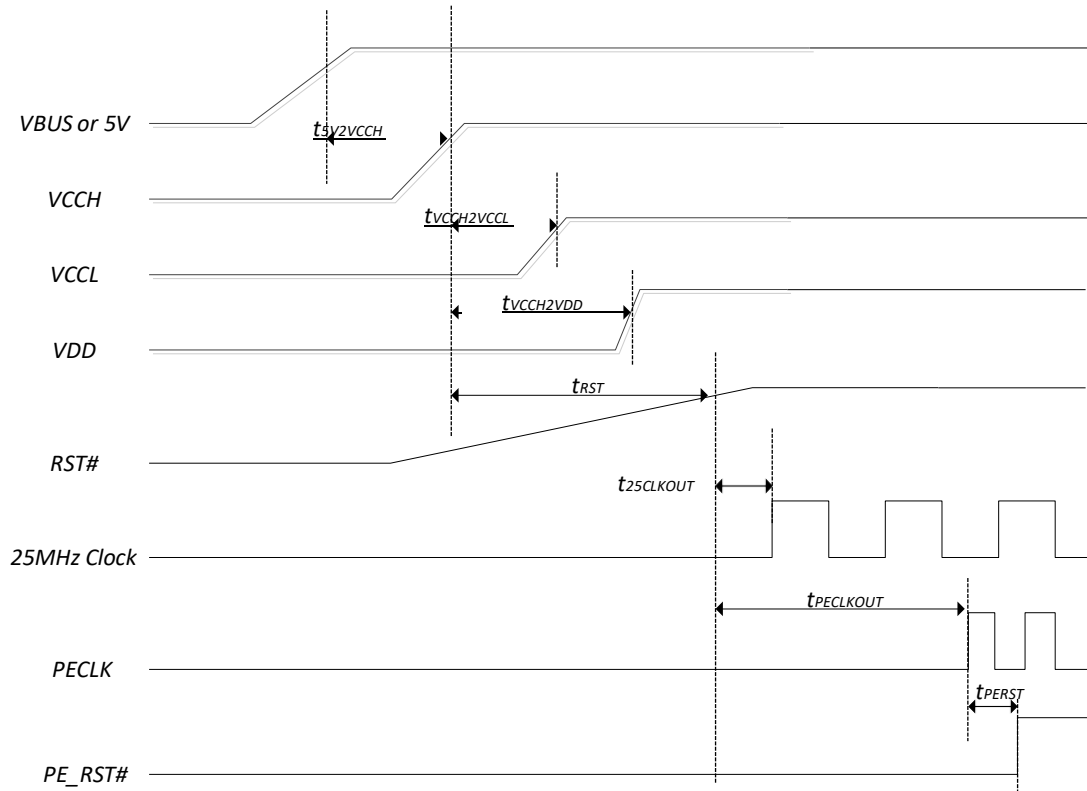 VBUS or 5V
t5V2VCCH
VCCH
tVCCH2VCCL
VCCL
tVCCH2VDD
VDD
tRST
RST#
t25CLKOUT
25MHz Clock
tPECLKOUT
PECLK
tPERST
PE_RST#